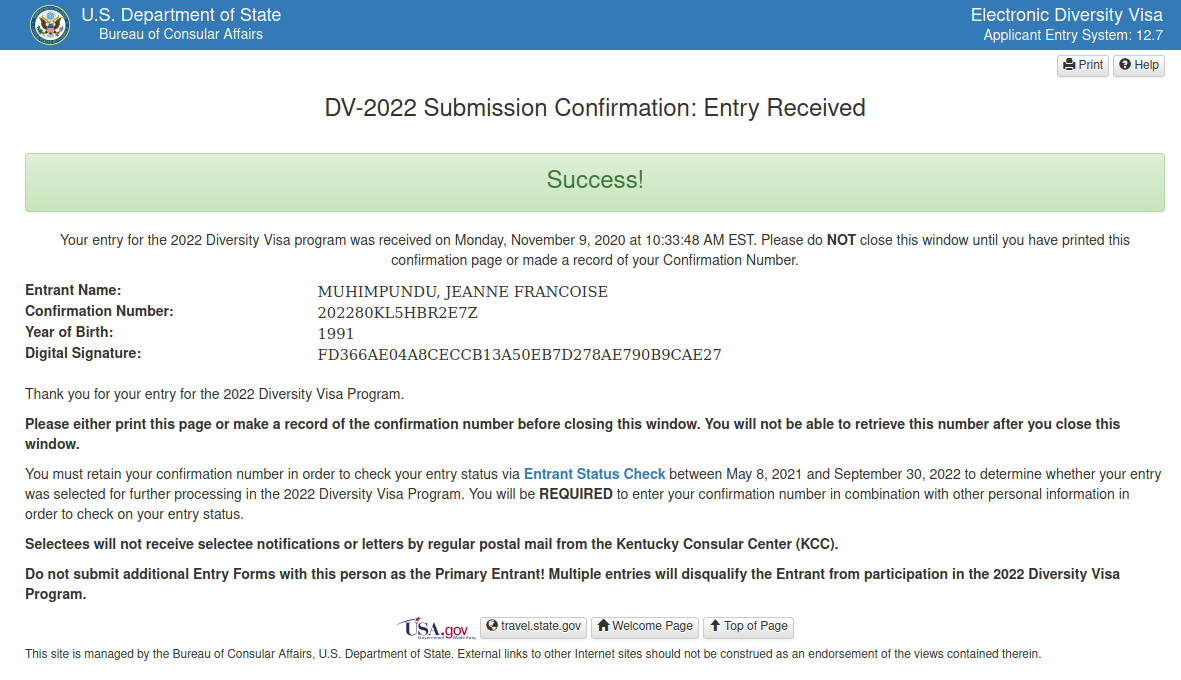 U.S. Department of State
Bureau of Consular Affairs
Electronic Diversity Visa
Applicant Entry System: 12.7
Print
Help
DV-2022 Submission Confirmation: Entry Received
Success!
Your entry for the 2022 Diversity Visa program was received on Monday, November 9, 2020 at 10:33:48 AM EST. Please do NOT close this window until you have printed this
confirmation page or made a record of your Confirmation Number.
Entrant Name: MUHIMPUNDU, JEANNE FRANCOISE
Confirmation Number: 202280KL5HBR2E7Z
Year of Birth: 1991
Digital Signature: FD366AE04A8CECCB13A50EB7D278AE790B9CAE27
Thank you for your entry for the 2022 Diversity Visa Program.
Please either print this page or make a record of the confirmation number before closing this window. You will not be able to retrieve this number after you close this
window.
You must retain your confirmation number in order to check your entry status via Entrant Status Check between May 8, 2021 and September 30, 2022 to determine whether your entry
was selected for further processing in the 2022 Diversity Visa Program. You will be REQUIRED to enter your confirmation number in combination with other personal information in
order to check on your entry status.
Selectees will not receive selectee notifications or letters by regular postal mail from the Kentucky Consular Center (KCC).
Do not submit additional Entry Forms with this person as the Primary Entrant! Multiple entries will disqualify the Entrant from participation in the 2022 Diversity Visa
Program.
USA.gov
Government Made Easy
travel.state.gov
Welcome Page
Top of Page
This site is managed by the Bureau of Consular Affairs, U.S. Department of State. External links to other Internet sites should not be construed as an endorsement of the views contained therein.